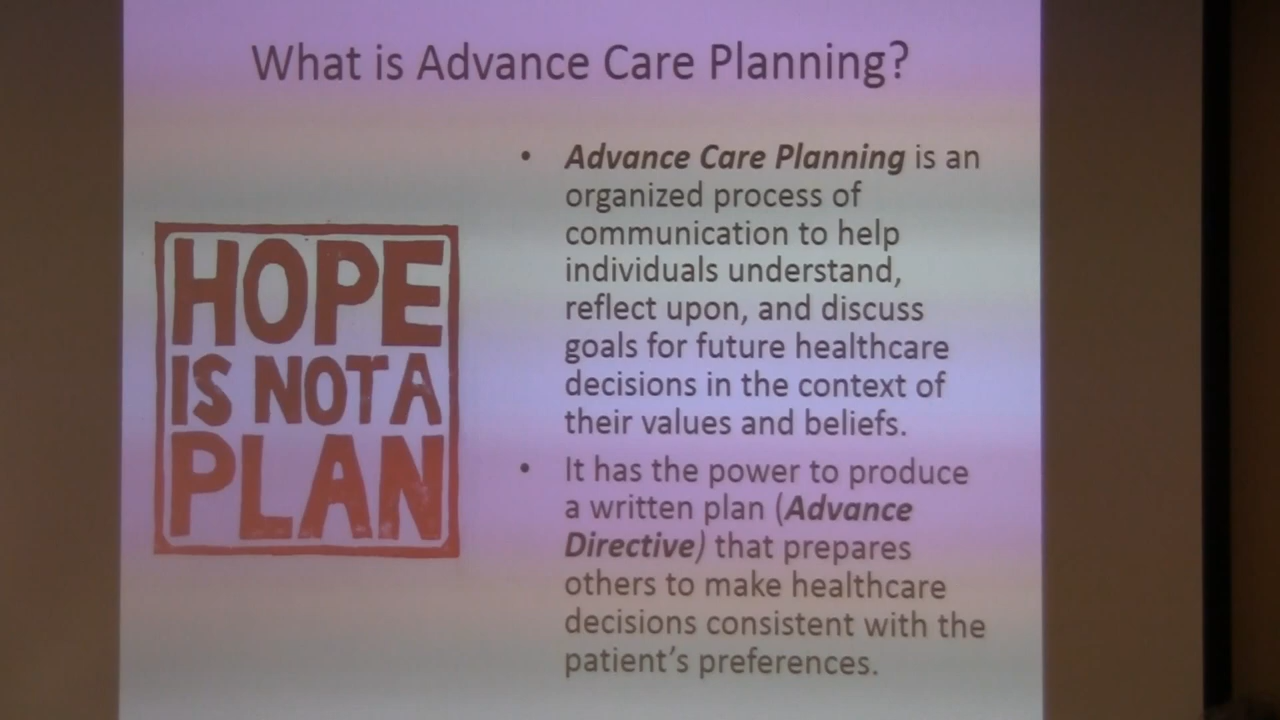 What is Advance Care Planning?
HOPE
IS NOT A
PLAN
• Advance Care Planning is an
organized process of
communication to help
individuals understand,
reflect upon, and discuss
goals for future healthcare
decisions in the context of
their values and beliefs.
• It has the power to produce
a written plan (Advance
Directive) that prepares
others to make healthcare
decisions consistent with the
patient's preferences.